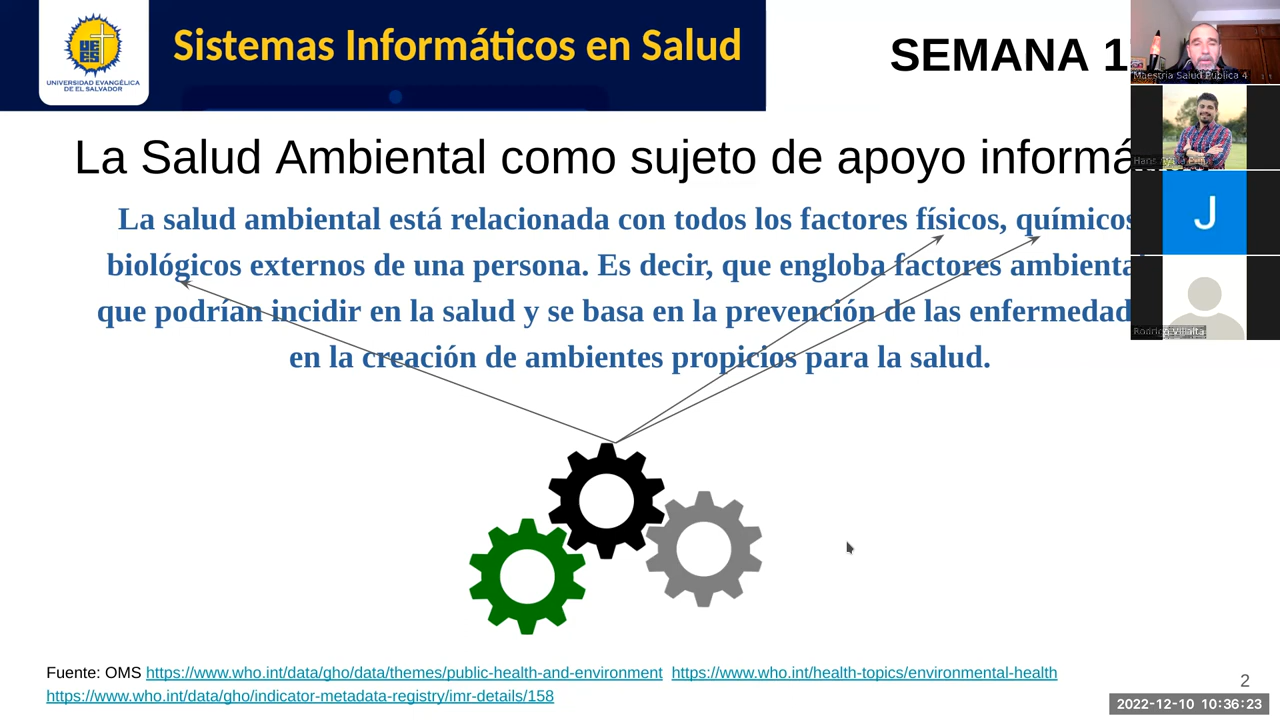 UNIVERSIDAD EVANGÉLICA
DE EL SALVADOR
Sistemas Informáticos en Salud
SEMANA
Maestria Salud Publica 4
La Salud Ambiental como sujeto de apoyo
La salud ambiental está relacionada con todos los factores físicos, químicos
biológicos externos de una persona. Es decir, que engloba factores
que podrían incidir en la salud y se basa en la prevención de las
en la creación de ambientes propicios para la salud.
J
Rodrigo Villalta
Fuente: OMS https://www.who.int/data/gho/data/themes/public-health-and-environment https://www.who.int/health-topics/environmental-health
https://www.who.int/data/gho/indicator-metadata-registry/imr-details/158
2
2022-12-10 10:36:23